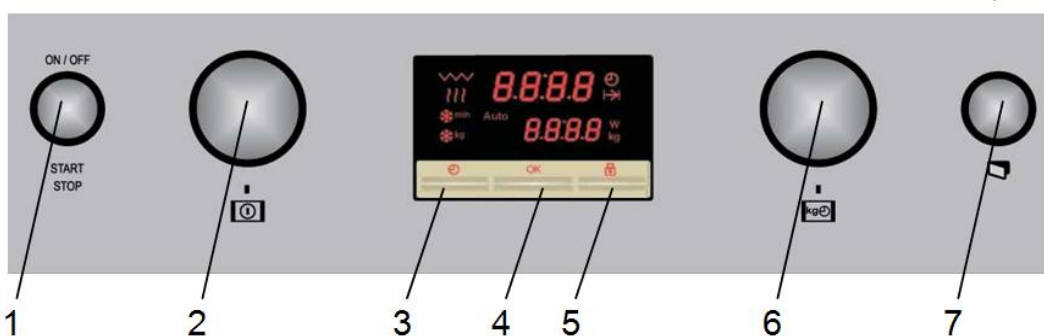 ON / OFF
START
STOP
8.8:8.8
min
Auto
8.8.8.8
W
kg
kg
OK
kg
1 2 3 4 5 6 7